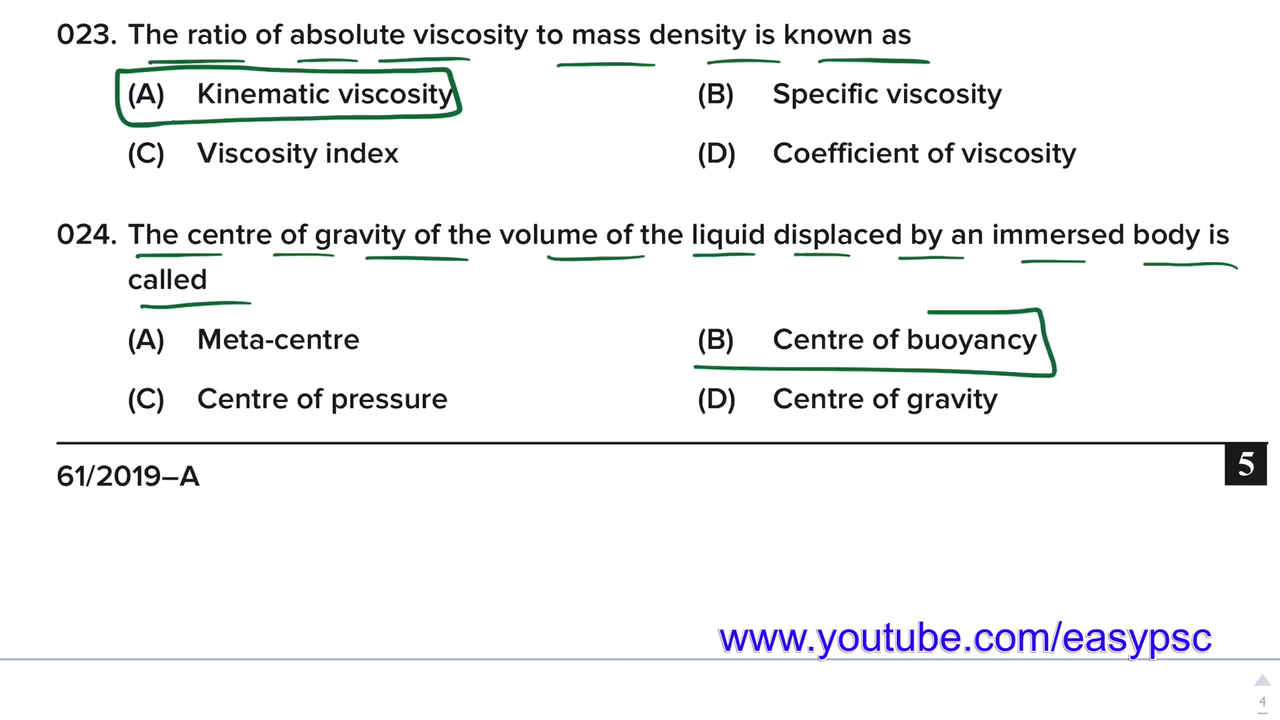 023. The ratio of absolute viscosity to mass density is known as
(A) Kinematic viscosity (B) Specific viscosity
(C) Viscosity index (D) Coefficient of viscosity
024. The centre of gravity of the volume of the liquid displaced by an immersed body is
called
(A) Meta-centre (B) Centre of buoyancy
(C) Centre of pressure (D) Centre of gravity
61/2019–A 5
www.youtube.com/easypsc
4